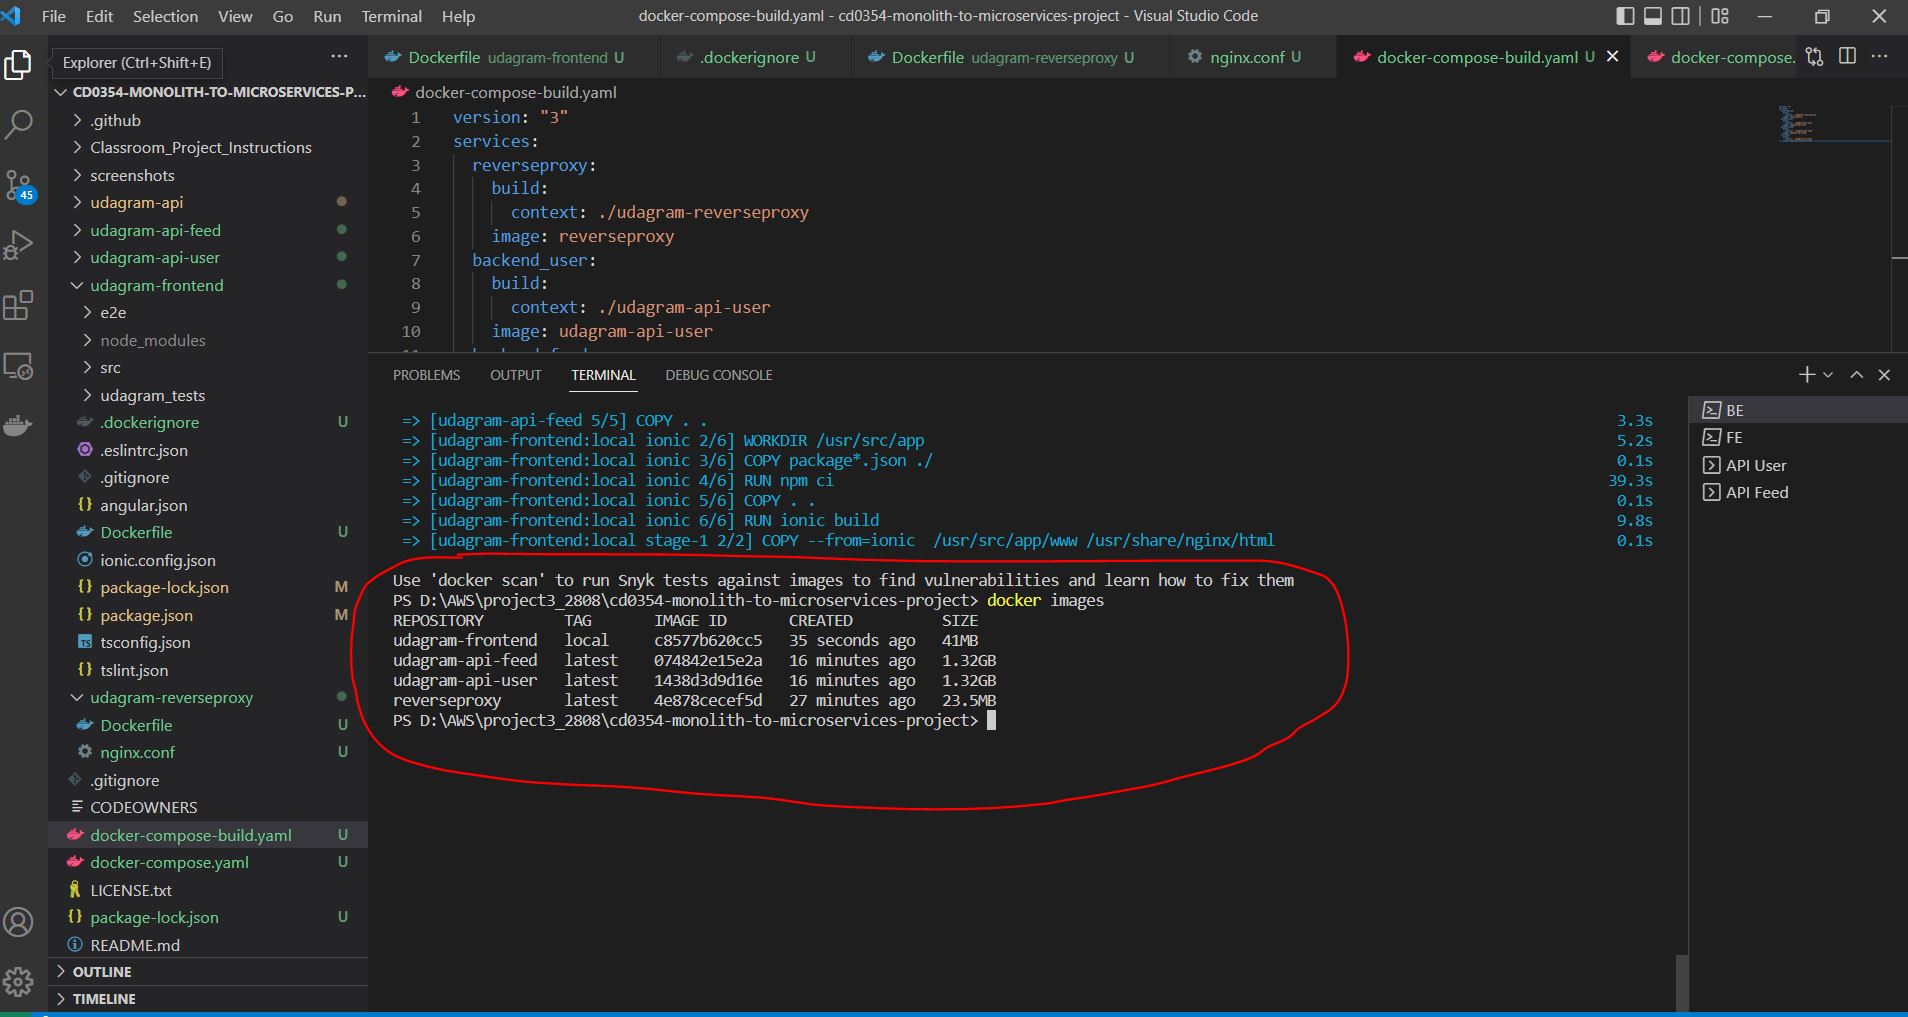 File Edit Selection View Go Run Terminal Help
docker-compose-build.yaml - cd0354-monolith-to-microservices-project - Visual Studio Code
Explorer (Ctrl+Shift+E)
Dockerfile udagram-frontend U
.dockerignore U
Dockerfile udagram-reverseproxy U
nginx.conf U
docker-compose-build.yaml U
docker-compose.
CD0354-MONOLITH-TO-MICROSERVICES-P...
.github
Classroom_Project_Instructions
screenshots
45
udagram-api
udagram-api-feed
udagram-api-user
udagram-frontend
e2e
node_modules
src
udagram_tests
.dockerignore U
.eslintrc.json
.gitignore
angular.json
Dockerfile U
ionic.config.json
package-lock.json M
package.json M
tsconfig.json
tslint.json
udagram-reverseproxy
Dockerfile U
nginx.conf U
.gitignore
CODEOWNERS
docker-compose-build.yaml U
docker-compose.yaml U
LICENSE.txt
package-lock.json U
README.md
OUTLINE
TIMELINE
docker-compose-build.yaml
1 version: "3"
2 services:
3 reverseproxy:
4 build:
5 context: ./udagram-reverseproxy
6 image: reverseproxy
7 backend_user:
8 build:
9 context: ./udagram-api-user
10 image: udagram-api-user
PROBLEMS OUTPUT TERMINAL DEBUG CONSOLE
=> [udagram-api-feed 5/5] COPY . . 3.3s
=> [udagram-frontend:local ionic 2/6] WORKDIR /usr/src/app 5.2s
=> [udagram-frontend:local ionic 3/6] COPY package*.json ./ 0.1s
=> [udagram-frontend:local ionic 4/6] RUN npm ci 39.3s
=> [udagram-frontend:local ionic 5/6] COPY . . 0.1s
=> [udagram-frontend:local ionic 6/6] RUN ionic build 9.8s
=> [udagram-frontend:local stage-1 2/2] COPY --from=ionic  /usr/src/app/www /usr/share/nginx/html 0.1s
Use 'docker scan' to run Snyk tests against images to find vulnerabilities and learn how to fix them
PS D:\AWS\project3_2808\cd0354-monolith-to-microservices-project> docker images
REPOSITORY TAG IMAGE ID CREATED SIZE
udagram-frontend local c8577b620cc5 35 seconds ago 41MB
udagram-api-feed latest 074842e15e2a 16 minutes ago 1.32GB
udagram-api-user latest 1438d3d9d16e 16 minutes ago 1.32GB
reverseproxy latest 4e878cecef5d 27 minutes ago 23.5MB
PS D:\AWS\project3_2808\cd0354-monolith-to-microservices-project>
BE
FE
API User
API Feed